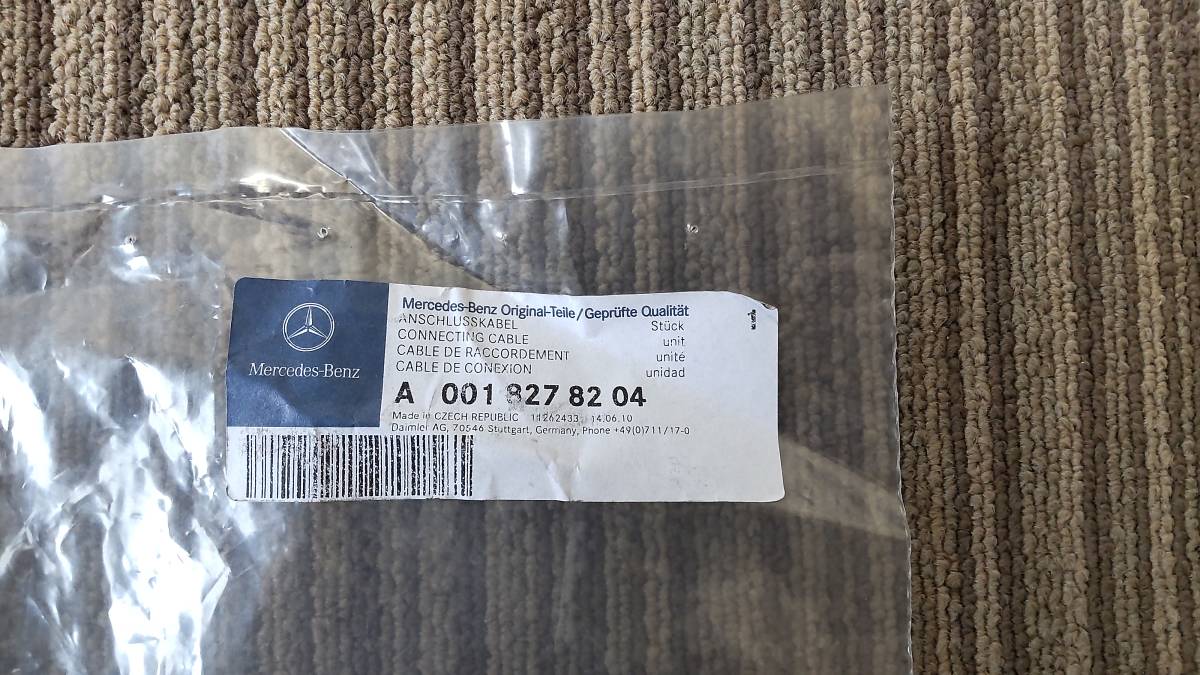 Mercedes-Benz
Mercedes-Benz Original-Teile/Geprüfte Qualität
ANSCHLUSSKABEL Stück
CONNECTING CABLE unit
CABLE DE RACCORDEMENT unité
CABLE DE CONEXION unidad
A 001 827 82 04
Made in CZECH REPUBLIC 11262433 14.06.10
Daimler AG, 70546 Stuttgart, Germany, Phone +49(0)711/17-0